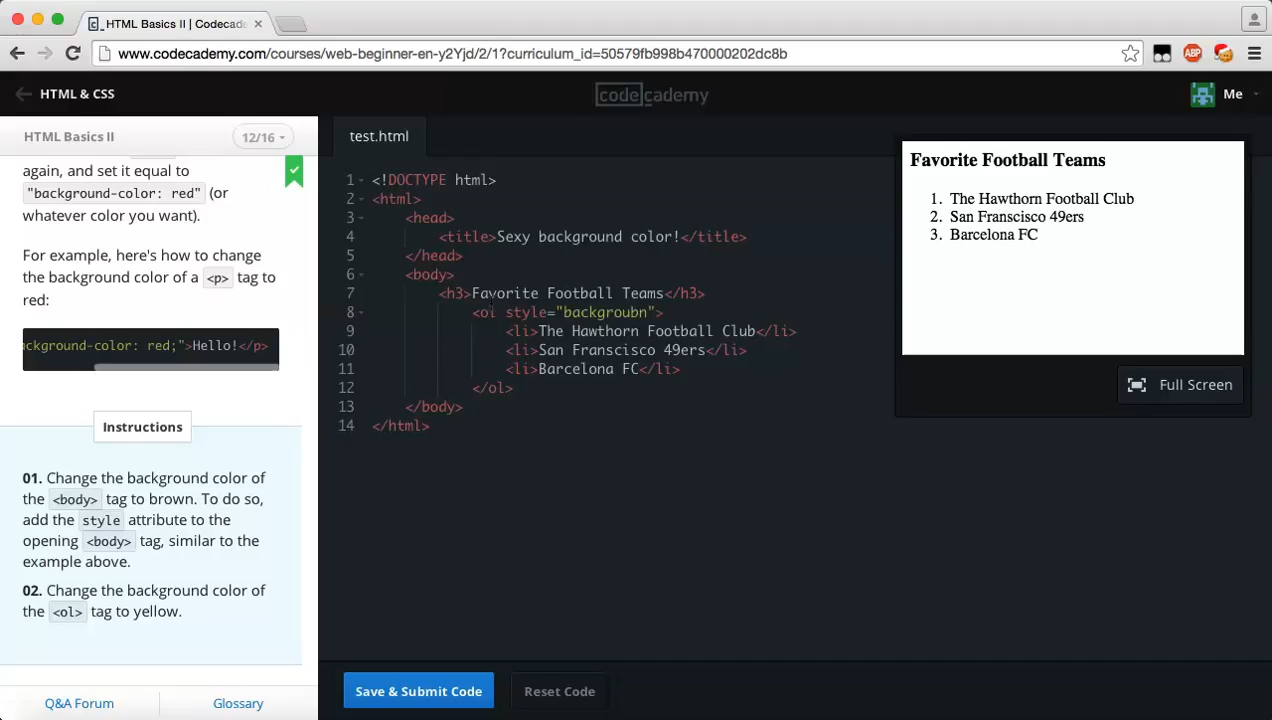 HTML Basics II | Codecad
www.codecademy.com/courses/web-beginner-en-y2Yjd/2/1?curriculum_id=50579fb998b470000202dc8b
ABP
HTML & CSS
codecademy
Me
HTML Basics II
12/16
test.html
again, and set it equal to
"background-color: red" (or
whatever color you want).
For example, here's how to change
the background color of a <p> tag to
red:
ckground-color: red;">Hello!</p>
Instructions
01. Change the background color of
the <body> tag to brown. To do so,
add the style attribute to the
opening <body> tag, similar to the
example above.
02. Change the background color of
the <ol> tag to yellow.
Q&A Forum
Glossary
1 <!DOCTYPE html>
2 <html>
3 <head>
4 <title>Sexy background color!</title>
5 </head>
6 <body>
7 <h3>Favorite Football Teams</h3>
8 <ol style="backgroubn">
9 <li>The Hawthorn Football Club</li>
10 <li>San Franscisco 49ers</li>
11 <li>Barcelona FC</li>
12 </ol>
13 </body>
14 </html>
Save & Submit Code
Reset Code
Favorite Football Teams
1. The Hawthorn Football Club
2. San Franscisco 49ers
3. Barcelona FC
Full Screen